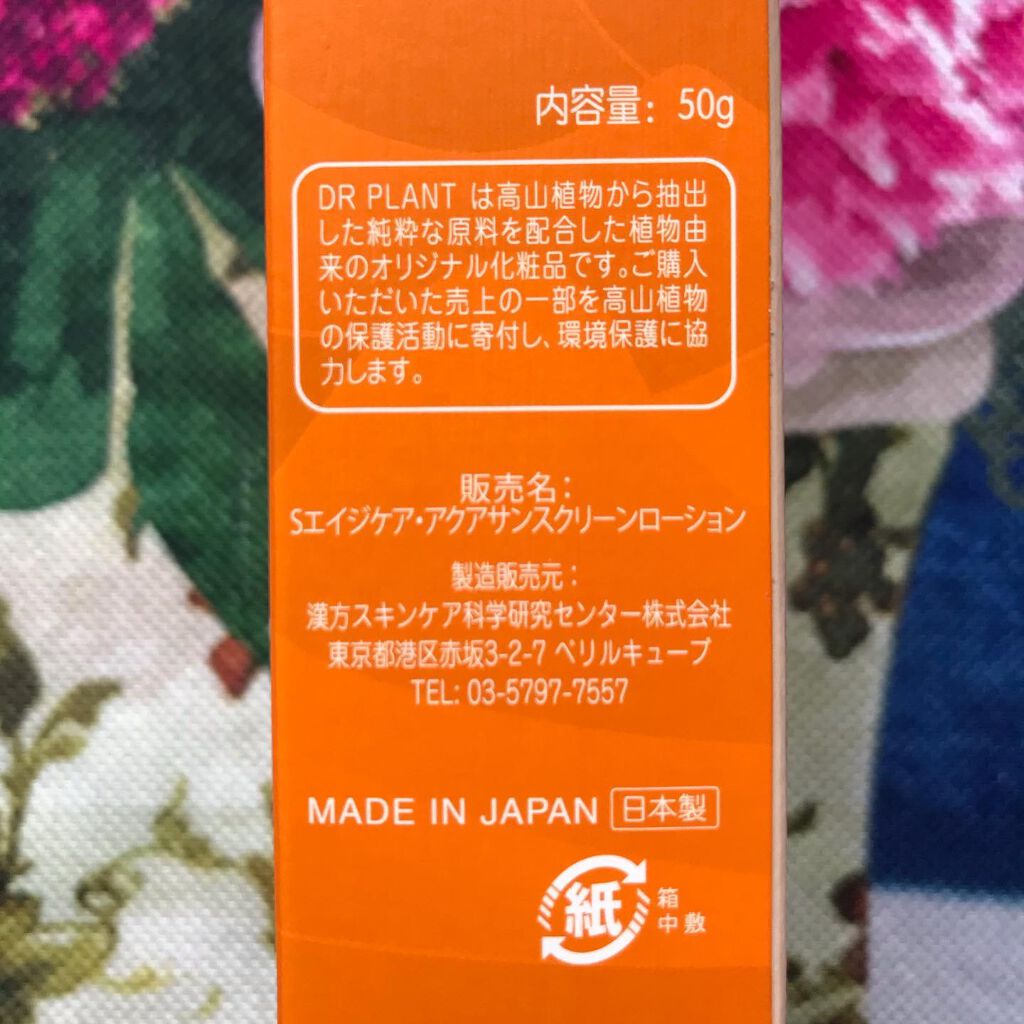 内容量: 50g
DR PLANT は高山植物から抽出
した純粋な原料を配合した植物由
来のオリジナル化粧品です。ご購入
いただいた売上の一部を高山植物
の保護活動に寄付し、環境保護に協
力します。
販売名:
Sエイジケア・アクアサンスクリーンローション
製造販売元:
漢方スキンケア科学研究センター株式会社
東京都港区赤坂3-2-7 ベリルキューブ
TEL: 03-5797-7557
MADE IN JAPAN 日本製
紙 箱
中敷